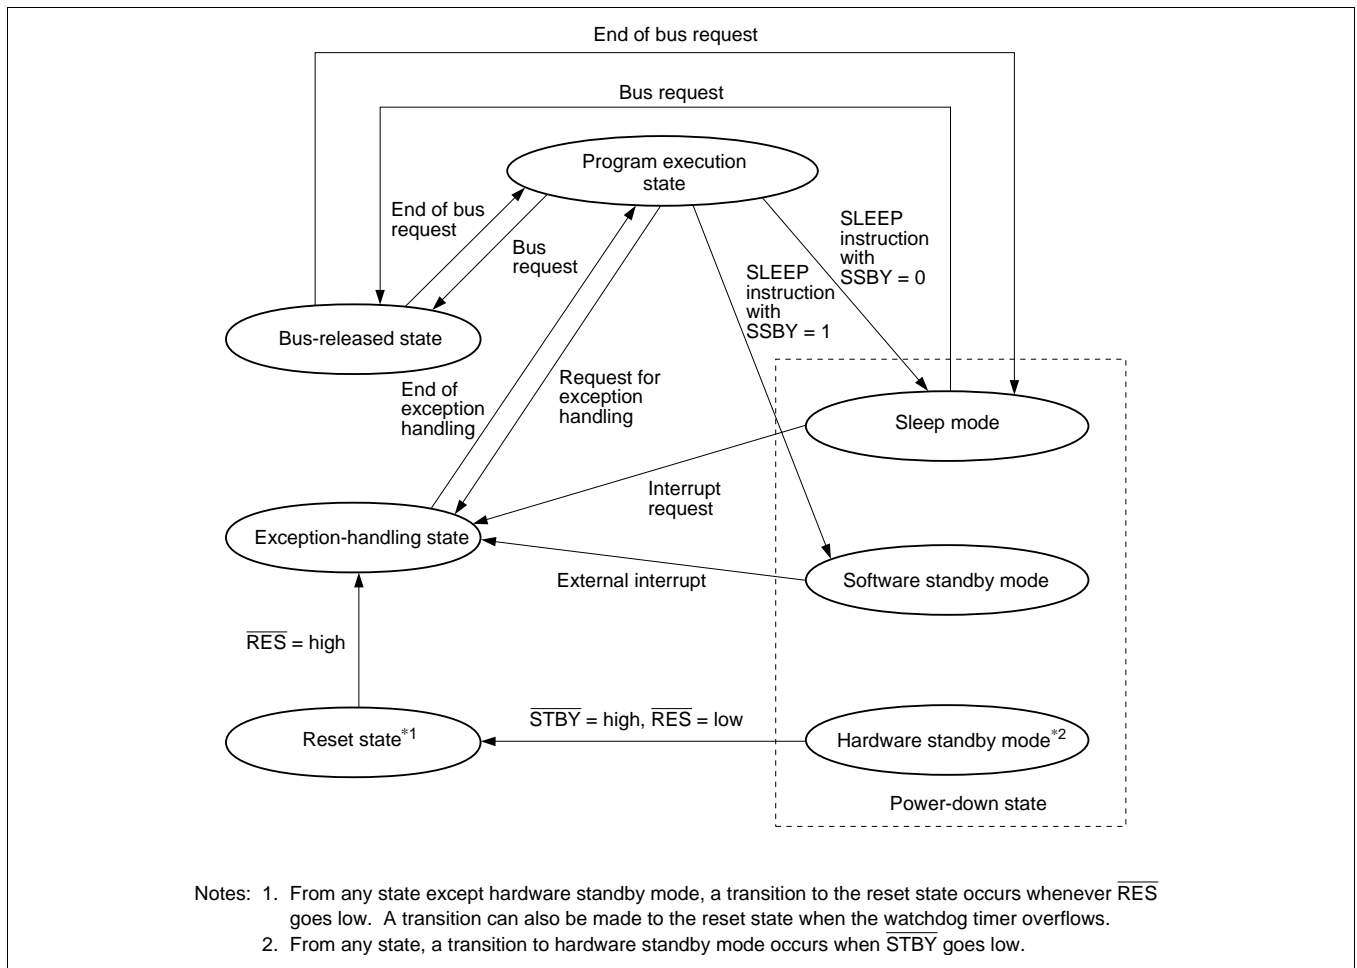 End of bus request
Bus request
Program execution
state
End of bus
request
Bus
request
SLEEP
instruction
with
SSBY = 0
SLEEP
instruction
with
SSBY = 1
Bus-released state
End of
exception
handling
Request for
exception
handling
Sleep mode
Interrupt
request
Exception-handling state
External interrupt
Software standby mode
R̅E̅S̅ = high
S̅T̅B̅Y̅ = high, R̅E̅S̅ = low
Reset state*1
Hardware standby mode*2
Power-down state
Notes: 1. From any state except hardware standby mode, a transition to the reset state occurs whenever R̅E̅S̅
goes low. A transition can also be made to the reset state when the watchdog timer overflows.
2. From any state, a transition to hardware standby mode occurs when S̅T̅B̅Y̅ goes low.